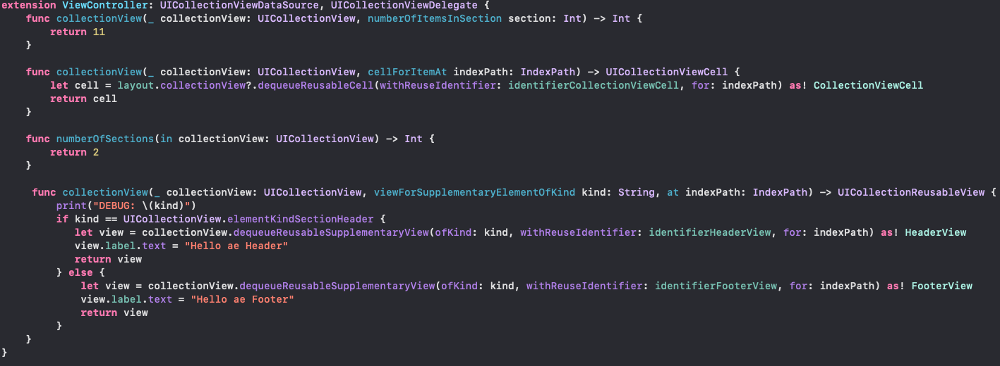 extension ViewController: UICollectionViewDataSource, UICollectionViewDelegate {
    func collectionView(_ collectionView: UICollectionView, numberOfItemsInSection section: Int) -> Int {
        return 11
    }

    func collectionView(_ collectionView: UICollectionView, cellForItemAt indexPath: IndexPath) -> UICollectionViewCell {
        let cell = layout.collectionView?.dequeueReusableCell(withReuseIdentifier: identifierCollectionViewCell, for: indexPath) as! CollectionViewCell
        return cell
    }

    func numberOfSections(in collectionView: UICollectionView) -> Int {
        return 2
    }

     func collectionView(_ collectionView: UICollectionView, viewForSupplementaryElementOfKind kind: String, at indexPath: IndexPath) -> UICollectionReusableView {
         print("DEBUG: \(kind)")
         if kind == UICollectionView.elementKindSectionHeader {
            let view = collectionView.dequeueReusableSupplementaryView(ofKind: kind, withReuseIdentifier: identifierHeaderView, for: indexPath) as! HeaderView
            view.label.text = "Hello ae Header"
            return view
         } else {
             let view = collectionView.dequeueReusableSupplementaryView(ofKind: kind, withReuseIdentifier: identifierFooterView, for: indexPath) as! FooterView
             view.label.text = "Hello ae Footer"
             return view
         }
    }
}